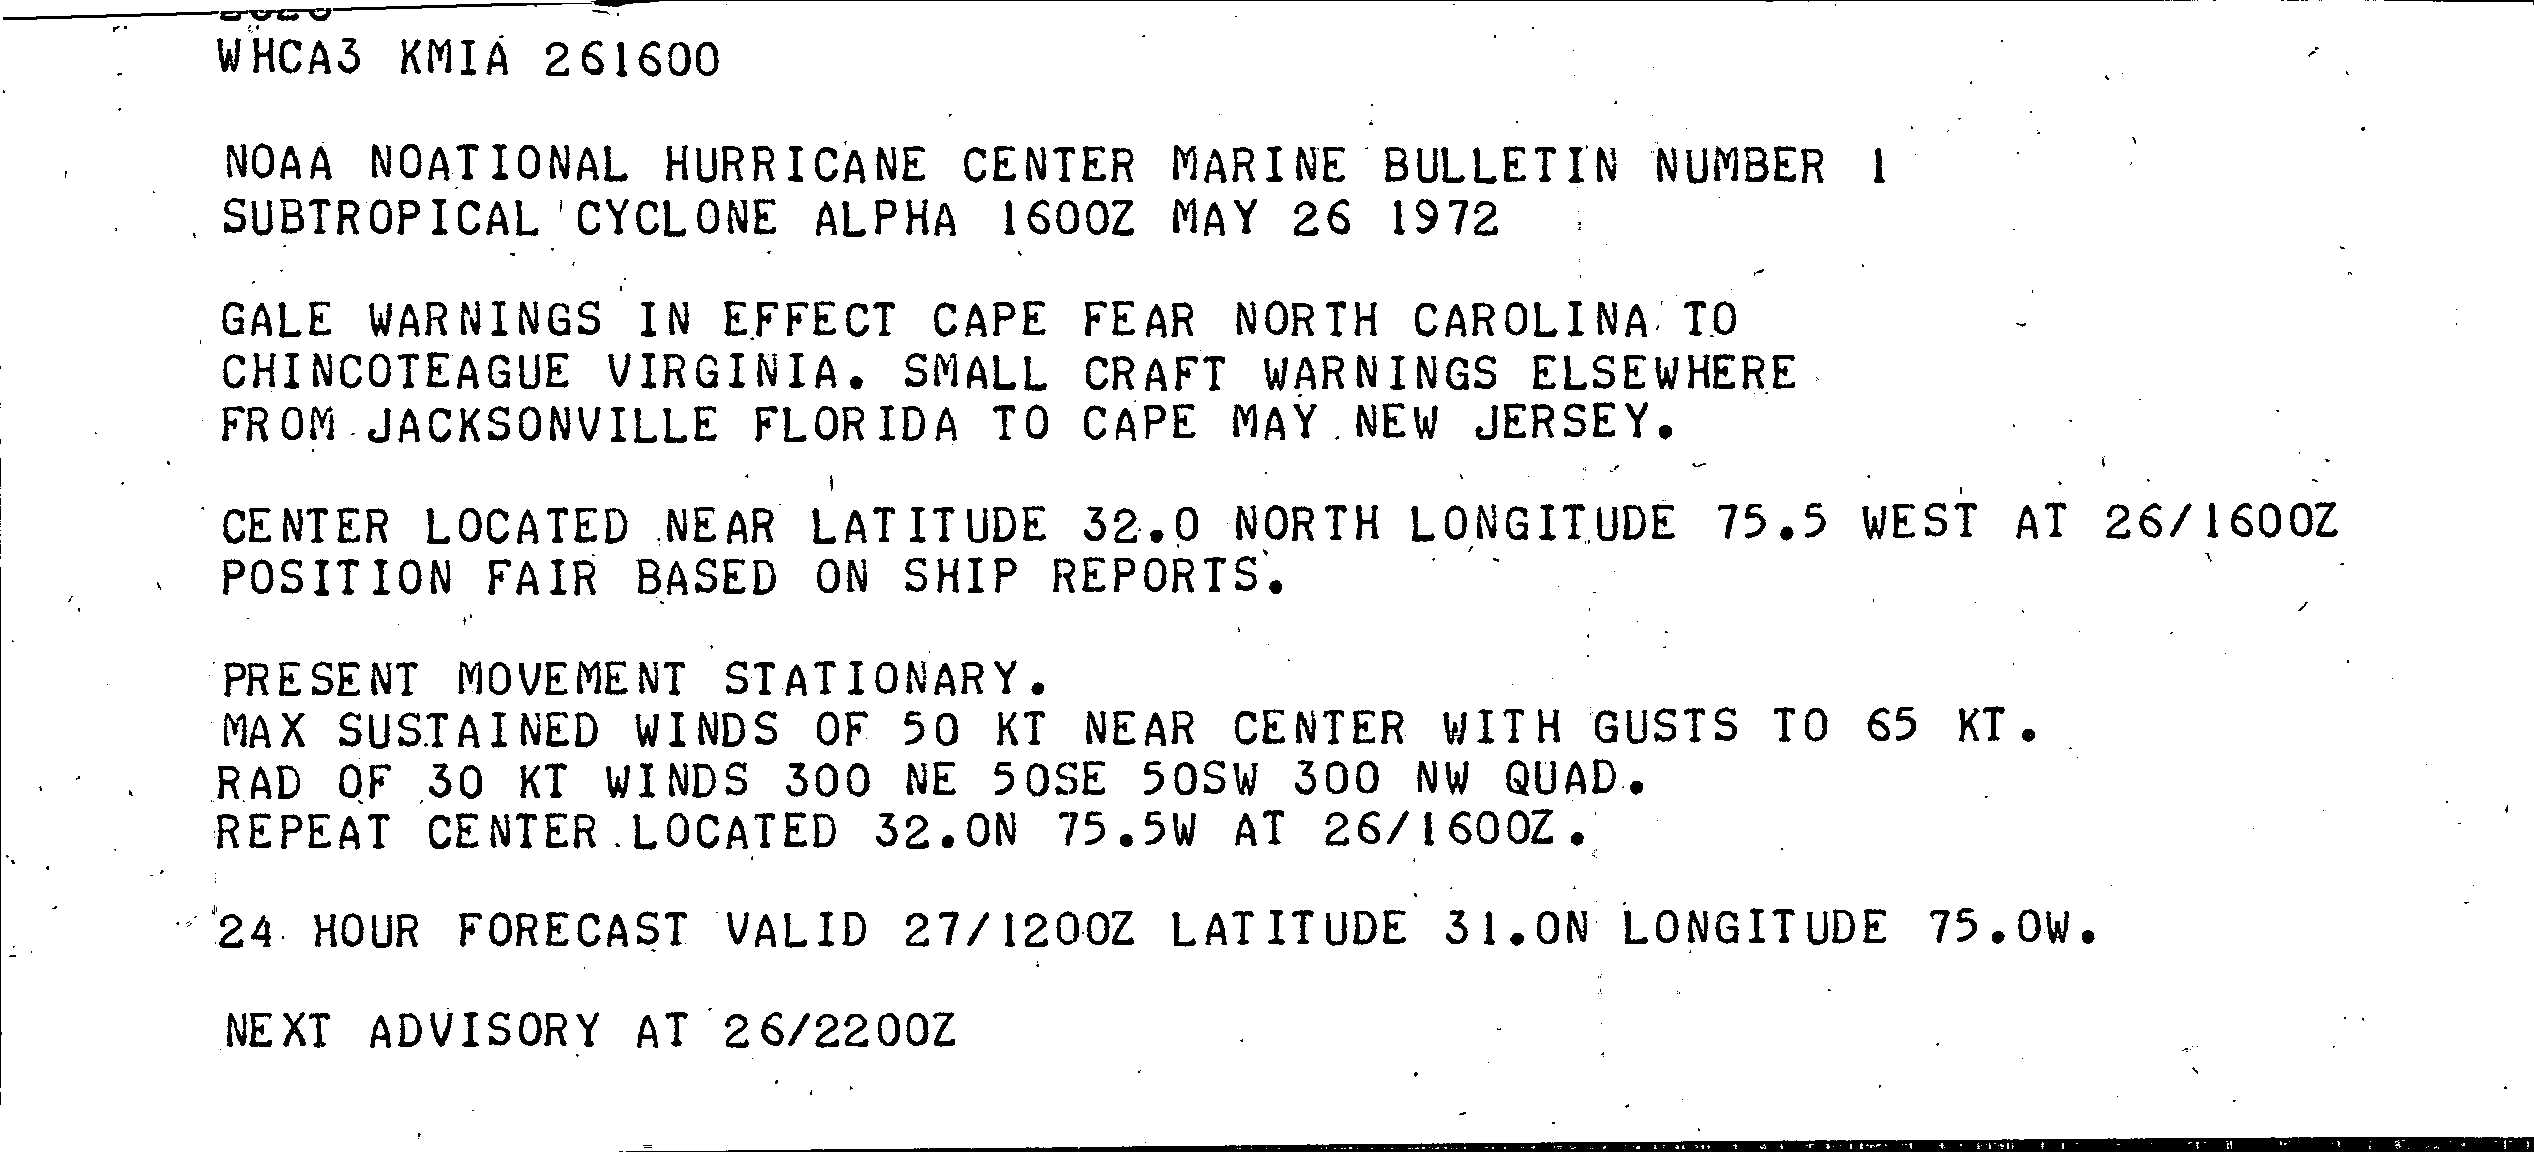 WHCA3 KMIA 261600
NOAA NOATIONAL HURRICANE CENTER MARINE BULLETIN NUMBER 1
SUBTROPICAL CYCLONE ALPHA 1600Z MAY 26 1972
GALE WARNINGS IN EFFECT CAPE FEAR NORTH CAROLINA TO
CHINCOTEAGUE VIRGINIA. SMALL CRAFT WARNINGS ELSEWHERE
FROM JACKSONVILLE FLORIDA TO CAPE MAY NEW JERSEY.
CENTER LOCATED NEAR LATITUDE 32.0 NORTH LONGITUDE 75.5 WEST AT 26/1600Z
POSITION FAIR BASED ON SHIP REPORTS.
PRESENT MOVEMENT STATIONARY.
MAX SUSTAINED WINDS OF 50 KT NEAR CENTER WITH GUSTS TO 65 KT.
RAD OF 30 KT WINDS 300 NE 50SE 50SW 300 NW QUAD.
REPEAT CENTER LOCATED 32.0N 75.5W AT 26/1600Z.
24 HOUR FORECAST VALID 27/1200Z LATITUDE 31.0N LONGITUDE 75.0W.
NEXT ADVISORY AT 26/2200Z